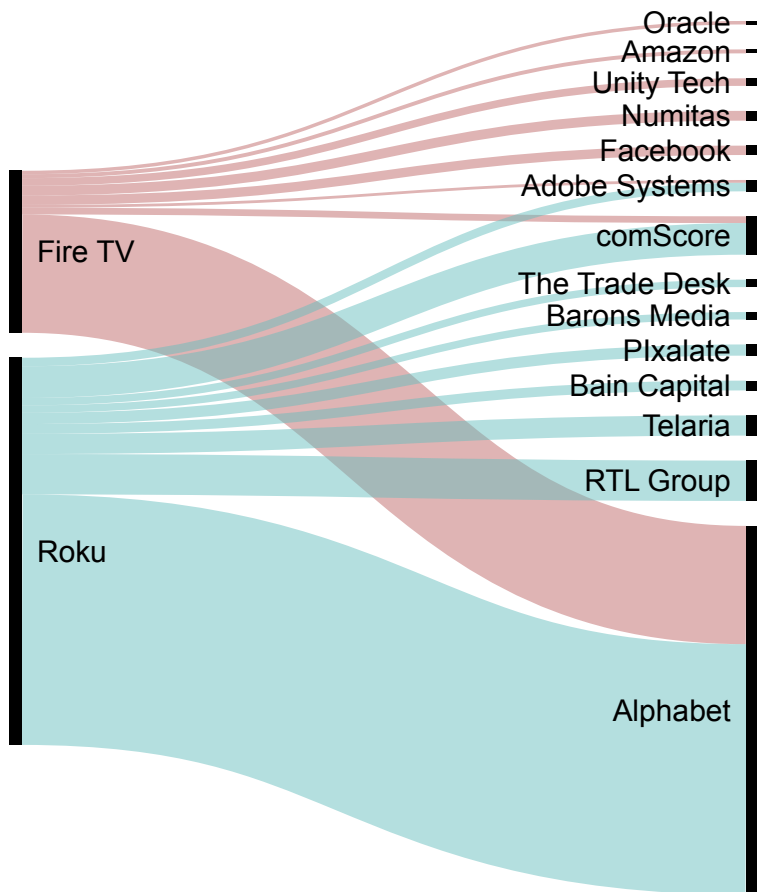 Oracle
Amazon
Unity Tech
Numitas
Facebook
Adobe Systems
comScore
Fire TV
The Trade Desk
Barons Media
PIxalate
Bain Capital
Telaria
RTL Group
Roku
Alphabet